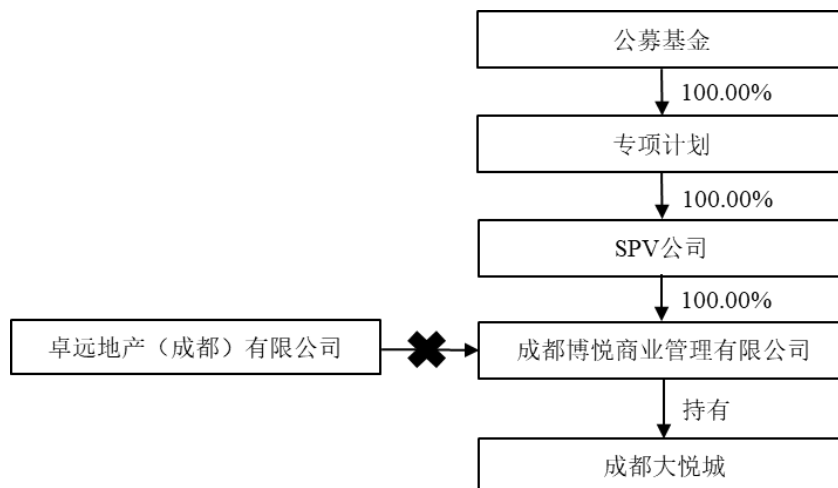 公募基金
100.00%
专项计划
100.00%
SPV公司
100.00%
卓远地产（成都）有限公司
成都博悦商业管理有限公司
持有
成都大悦城